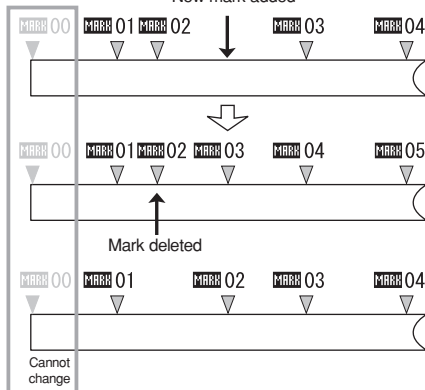 New mark added
MARK 00 MARK 01 MARK 02 MARK 03 MARK 04
MARK 00 MARK 01 MARK 02 MARK 03 MARK 04 MARK 05
Mark deleted
MARK 00 MARK 01 MARK 02 MARK 03 MARK 04
Cannot
change